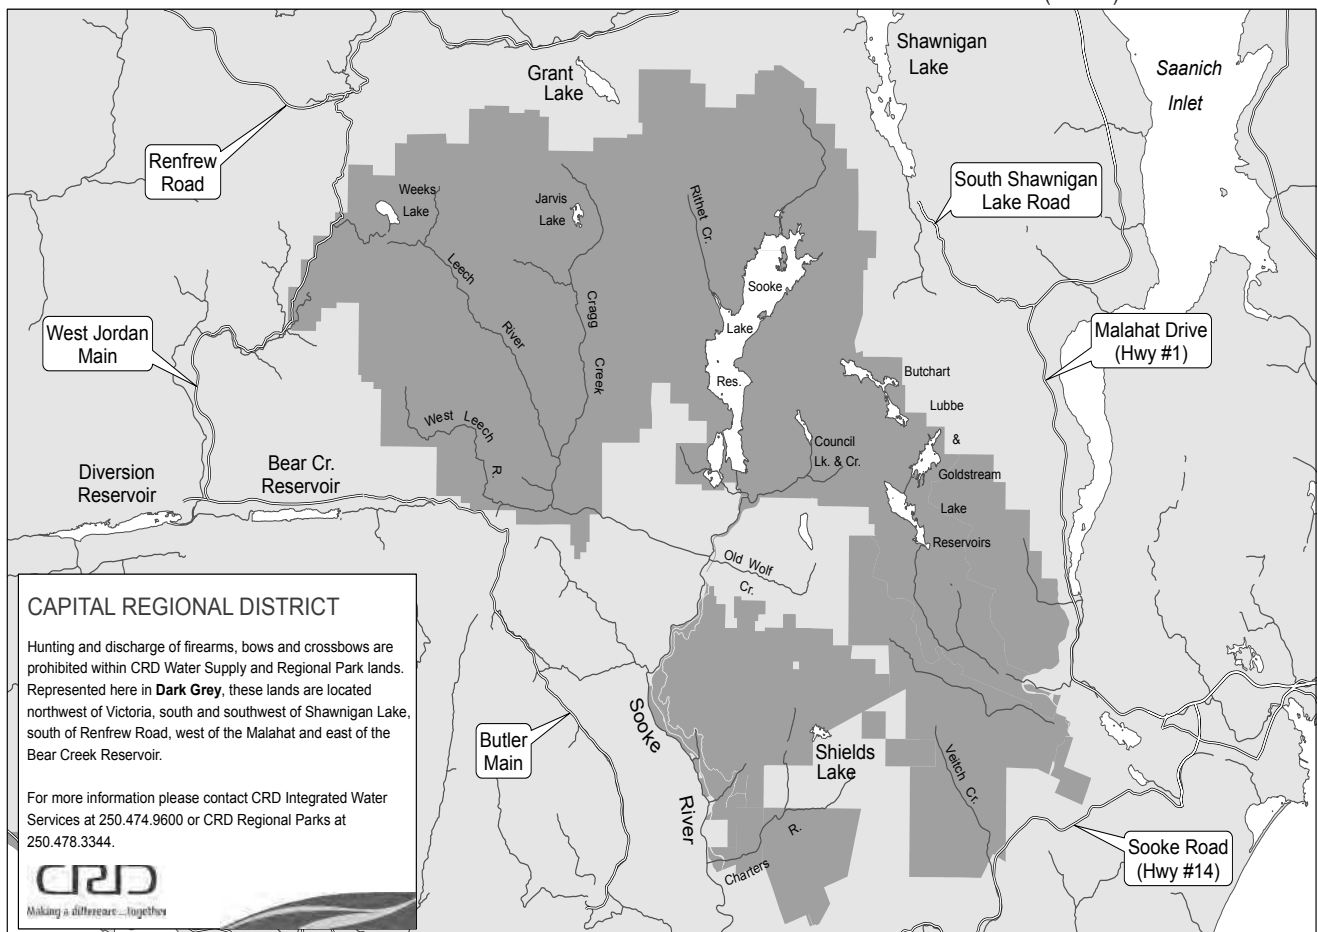 Shawnigan
Lake
Saanich
Inlet
Grant
Lake
Renfrew
Road
South Shawnigan
Lake Road
Weeks
Lake
Jarvis
Lake
Rithet Cr.
Leech
River
Cragg
Creek
Sooke
Lake
Res.
West Jordan
Main
Malahat Drive
(Hwy #1)
Butchart
Lubbe
&
Goldstream
Lake
Reservoirs
West Leech
R.
Council
Lk. & Cr.
Diversion
Reservoir
Bear Cr.
Reservoir
Old Wolf
Cr.
CAPITAL REGIONAL DISTRICT
Hunting and discharge of firearms, bows and crossbows are
prohibited within CRD Water Supply and Regional Park lands.
Represented here in Dark Grey, these lands are located
northwest of Victoria, south and southwest of Shawnigan Lake,
south of Renfrew Road, west of the Malahat and east of the
Bear Creek Reservoir.
For more information please contact CRD Integrated Water
Services at 250.474.9600 or CRD Regional Parks at
250.478.3344.
CRD
Making a difference...together
Butler
Main
Sooke
River
Shields
Lake
Veitch Cr.
Charters
R.
Sooke Road
(Hwy #14)